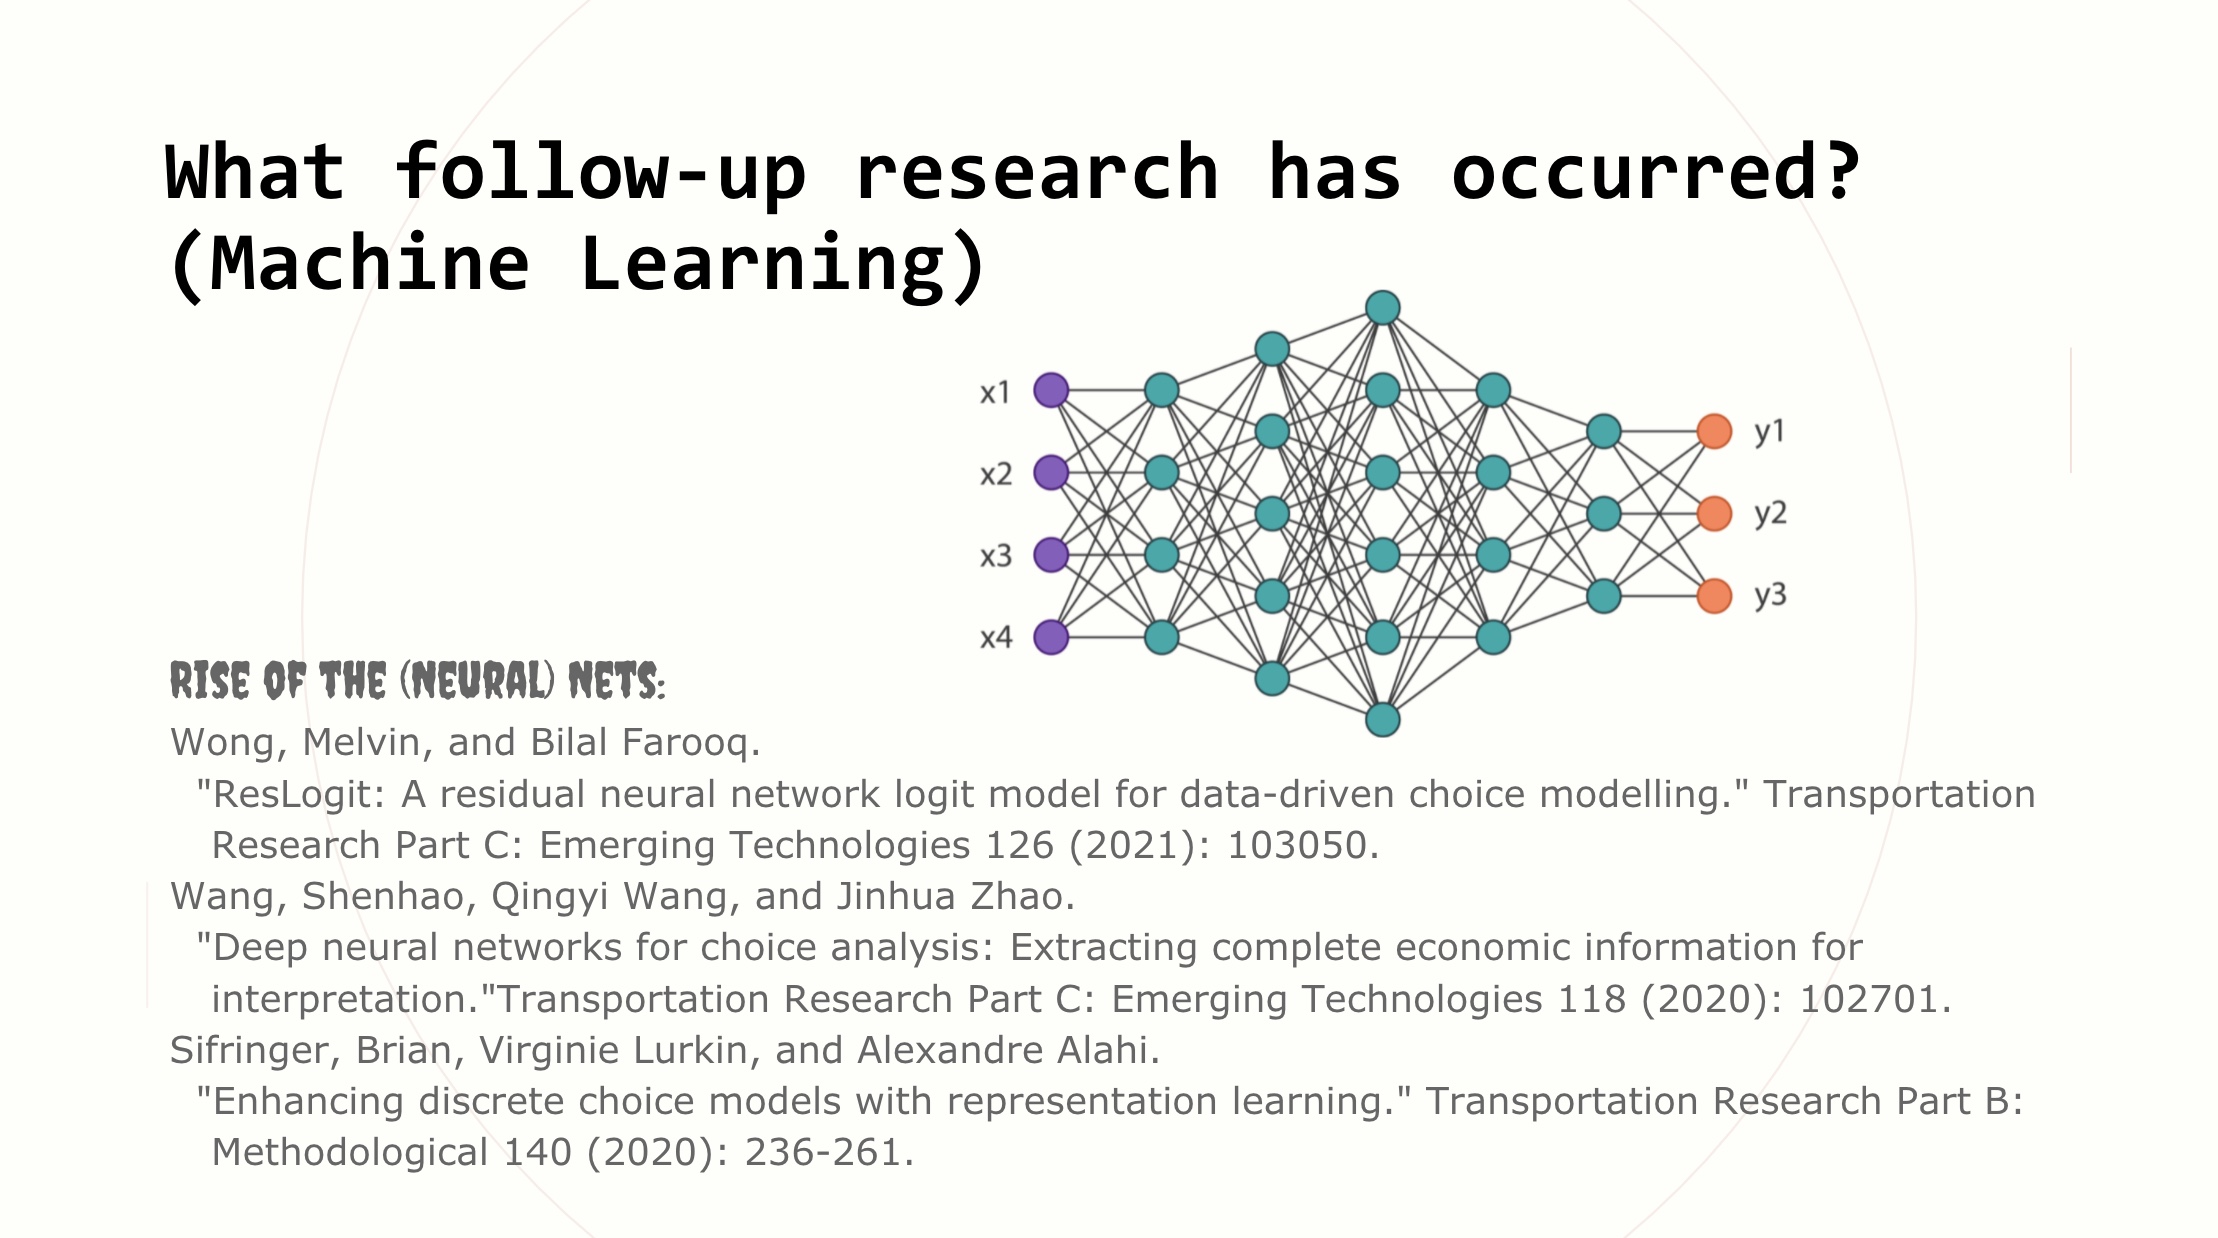 What follow-up research has occurred?
(Machine Learning)
x1
x2
x3
x4
y1
y2
y3
RISE OF THE (NEURAL) NETS:
Wong, Melvin, and Bilal Farooq.
"ResLogit: A residual neural network logit model for data-driven choice modelling." Transportation
Research Part C: Emerging Technologies 126 (2021): 103050.
Wang, Shenhao, Qingyi Wang, and Jinhua Zhao.
"Deep neural networks for choice analysis: Extracting complete economic information for
interpretation."Transportation Research Part C: Emerging Technologies 118 (2020): 102701.
Sifringer, Brian, Virginie Lurkin, and Alexandre Alahi.
"Enhancing discrete choice models with representation learning." Transportation Research Part B:
Methodological 140 (2020): 236-261.